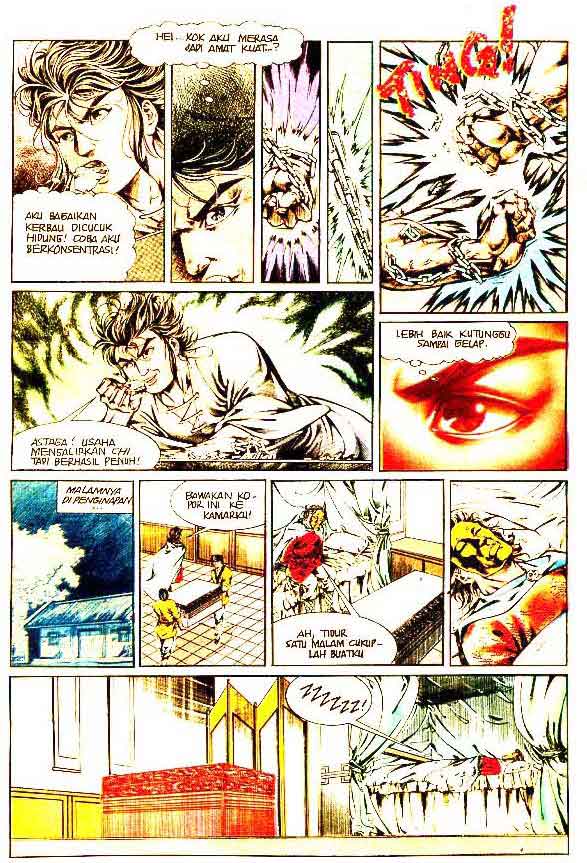 HEI... KOK AKU MERASA
JADI AMAT KUAT...?
AKU BAGAIKAN
KERBAU DICUCUK
HIDUNG! COBA AKU
BERKONSENTRASI!
TING!
ASTAGA! USAHA
MENGALIRKAN CHI
TADI BERHASIL PENUH!
LEBIH BAIK KUTUNGGU
SAMPAI GELAP.
MALAMNYA
DI PENGINAPAN
...
BAWAKAN KO-
POR INI KE
KAMARKU!
AH, TIDUR
SATU MALAM CUKUP-
LAH BUATKU
ZZZZZZ!